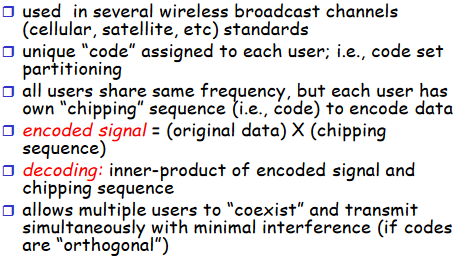 used in several wireless broadcast channels
(cellular, satellite, etc) standards
unique “code” assigned to each user; i.e., code set
partitioning
all users share same frequency, but each user has
own “chipping” sequence (i.e., code) to encode data
encoded signal = (original data) X (chipping
sequence)
decoding: inner-product of encoded signal and
chipping sequence
allows multiple users to “coexist” and transmit
simultaneously with minimal interference (if codes
are “orthogonal”)